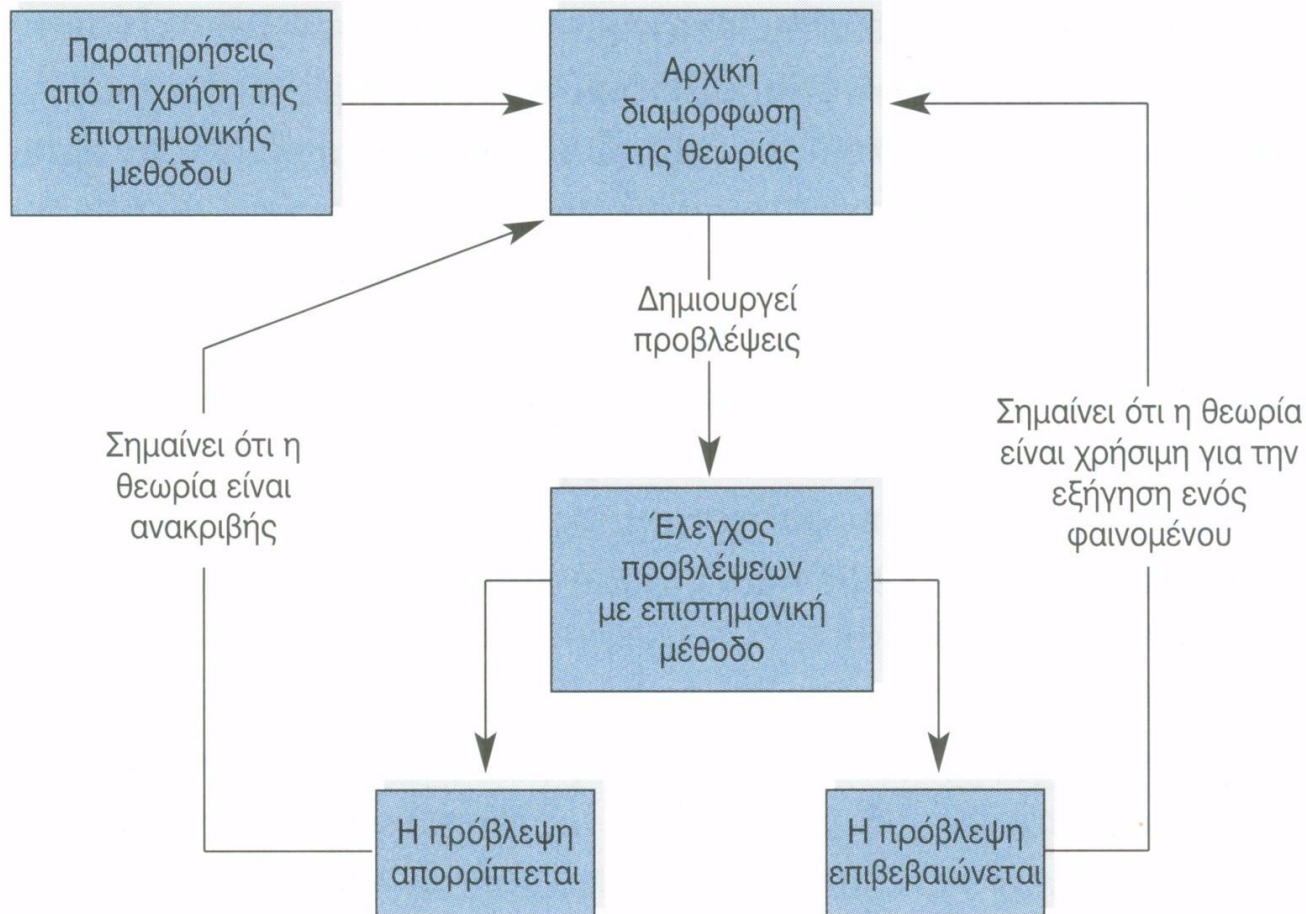 Παρατηρήσεις
από τη χρήση της
επιστημονικής
μεθόδου
Αρχική
διαμόρφωση
της θεωρίας
Δημιουργεί
προβλέψεις
Σημαίνει ότι η
θεωρία είναι
ανακριβής
Σημαίνει ότι η θεωρία
είναι χρήσιμη για την
εξήγηση ενός
φαινομένου
Έλεγχος
προβλέψεων
με επιστημονική
μέθοδο
Η πρόβλεψη
απορρίπτεται
Η πρόβλεψη
επιβεβαιώνεται